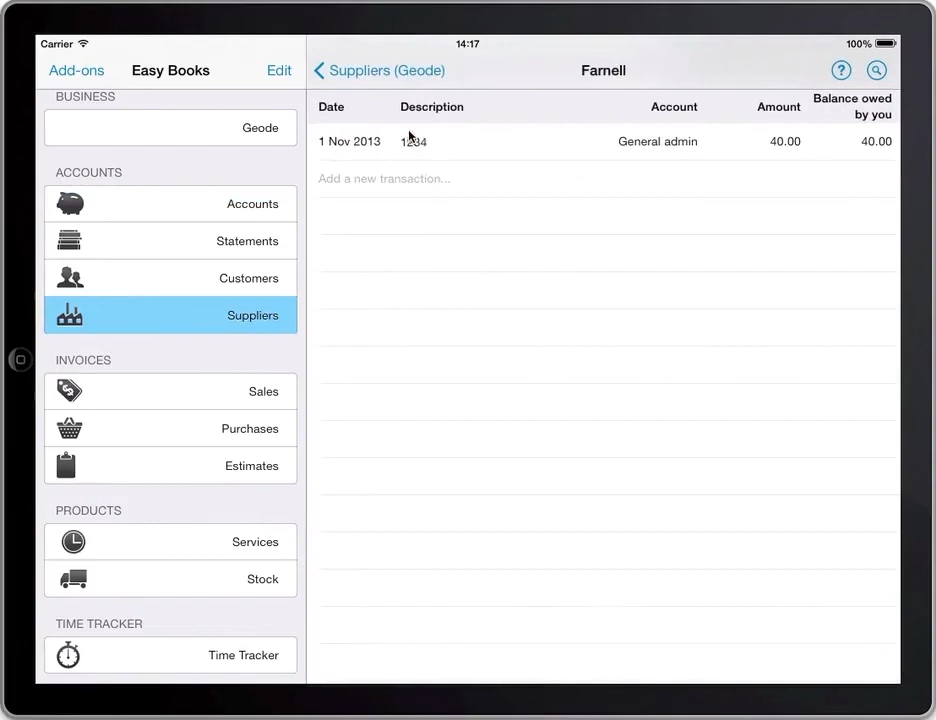 Carrier 14:17 100%
Add-ons Easy Books Edit
Suppliers (Geode) Farnell ?
BUSINESS
Geode
ACCOUNTS
Accounts
Statements
Customers
Suppliers
INVOICES
Sales
Purchases
Estimates
PRODUCTS
Services
Stock
TIME TRACKER
Time Tracker
Date Description Account Amount Balance owed
by you
1 Nov 2013 1234 General admin 40.00 40.00
Add a new transaction...